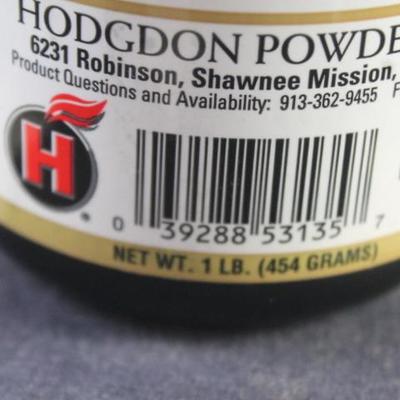 HODGDON POWDE
6231 Robinson, Shawnee Mission,
Product Questions and Availability: 913-362-9455 F
H
®
0 39288 53135 7
NET WT. 1 LB. (454 GRAMS)